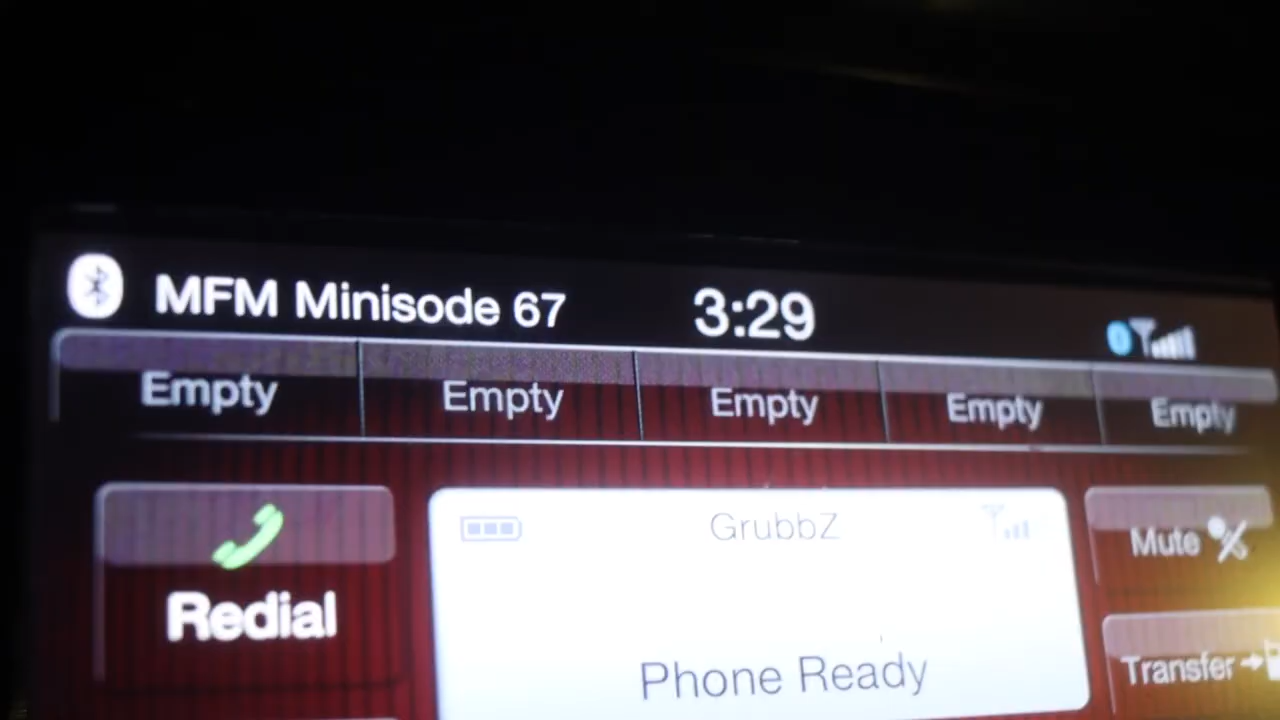 MFM Minisode 67 3:29
Empty Empty Empty Empty Empty
GrubbZ Mute
Redial
Phone Ready Transfer